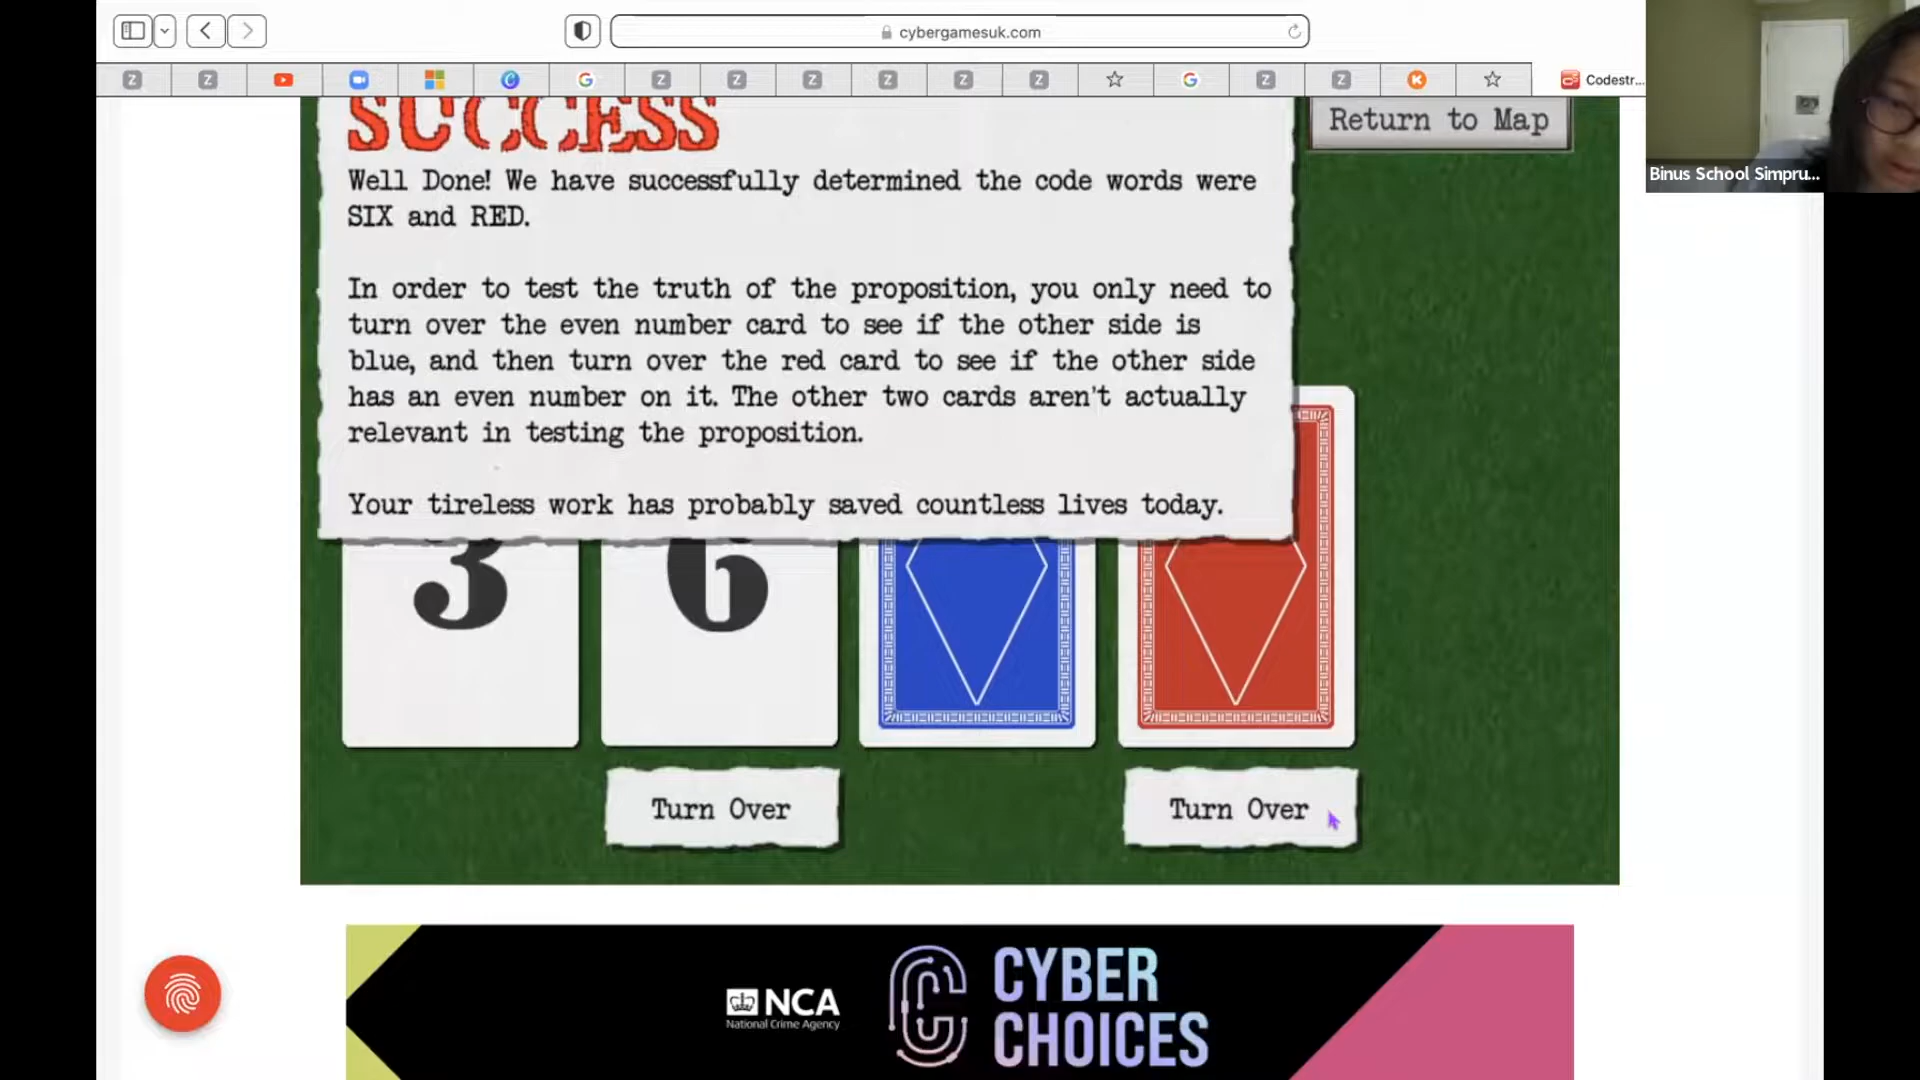 cybergamesuk.com
Codestr...
SUCCESS
Return to Map
Binus School Simpru...
Well Done! We have successfully determined the code words were
SIX and RED.
In order to test the truth of the proposition, you only need to
turn over the even number card to see if the other side is
blue, and then turn over the red card to see if the other side
has an even number on it. The other two cards aren't actually
relevant in testing the proposition.
Your tireless work has probably saved countless lives today.
3 6
Turn Over Turn Over
NCA
National Crime Agency
CYBER
CHOICES